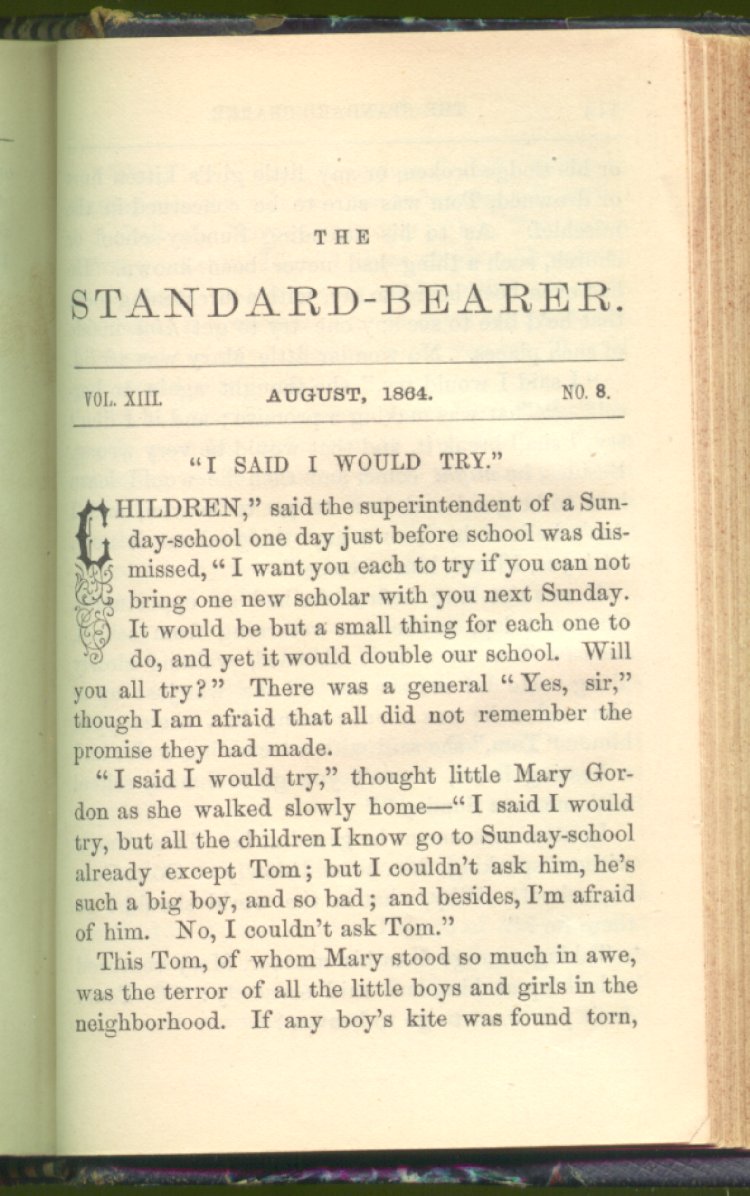 THE
STANDARD-BEARER.
VOL. XIII. AUGUST, 1864. NO. 8.
"I SAID I WOULD TRY."
CHILDREN," said the superintendent of a Sun-
day-school one day just before school was dis-
missed, "I want you each to try if you can not
bring one new scholar with you next Sunday.
It would be but a small thing for each one to
do, and yet it would double our school. Will
you all try?" There was a general "Yes, sir,"
though I am afraid that all did not remember the
promise they had made.
"I said I would try," thought little Mary Gor-
don as she walked slowly home—"I said I would
try, but all the children I know go to Sunday-school
already except Tom; but I couldn't ask him, he's
such a big boy, and so bad; and besides, I'm afraid
of him. No, I couldn't ask Tom."
This Tom, of whom Mary stood so much in awe,
was the terror of all the little boys and girls in the
neighborhood. If any boy's kite was found torn,